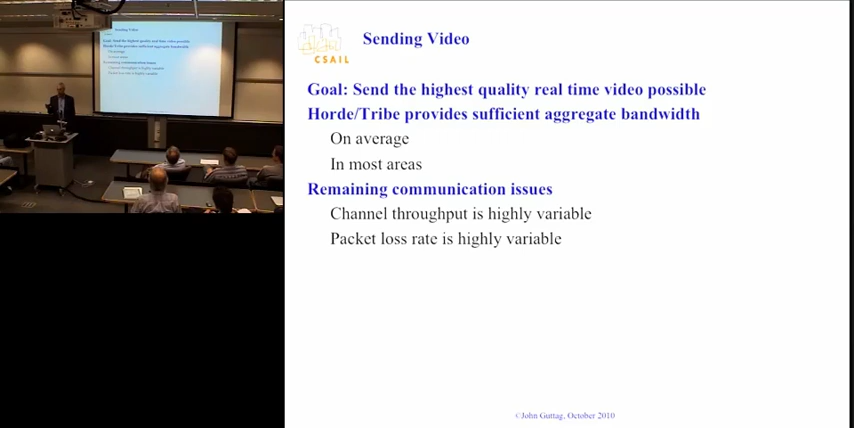 CSAIL
Sending Video
Goal: Send the highest quality real time video possible
Horde/Tribe provides sufficient aggregate bandwidth
On average
In most areas
Remaining communication issues
Channel throughput is highly variable
Packet loss rate is highly variable
©John Guttag, October 2010